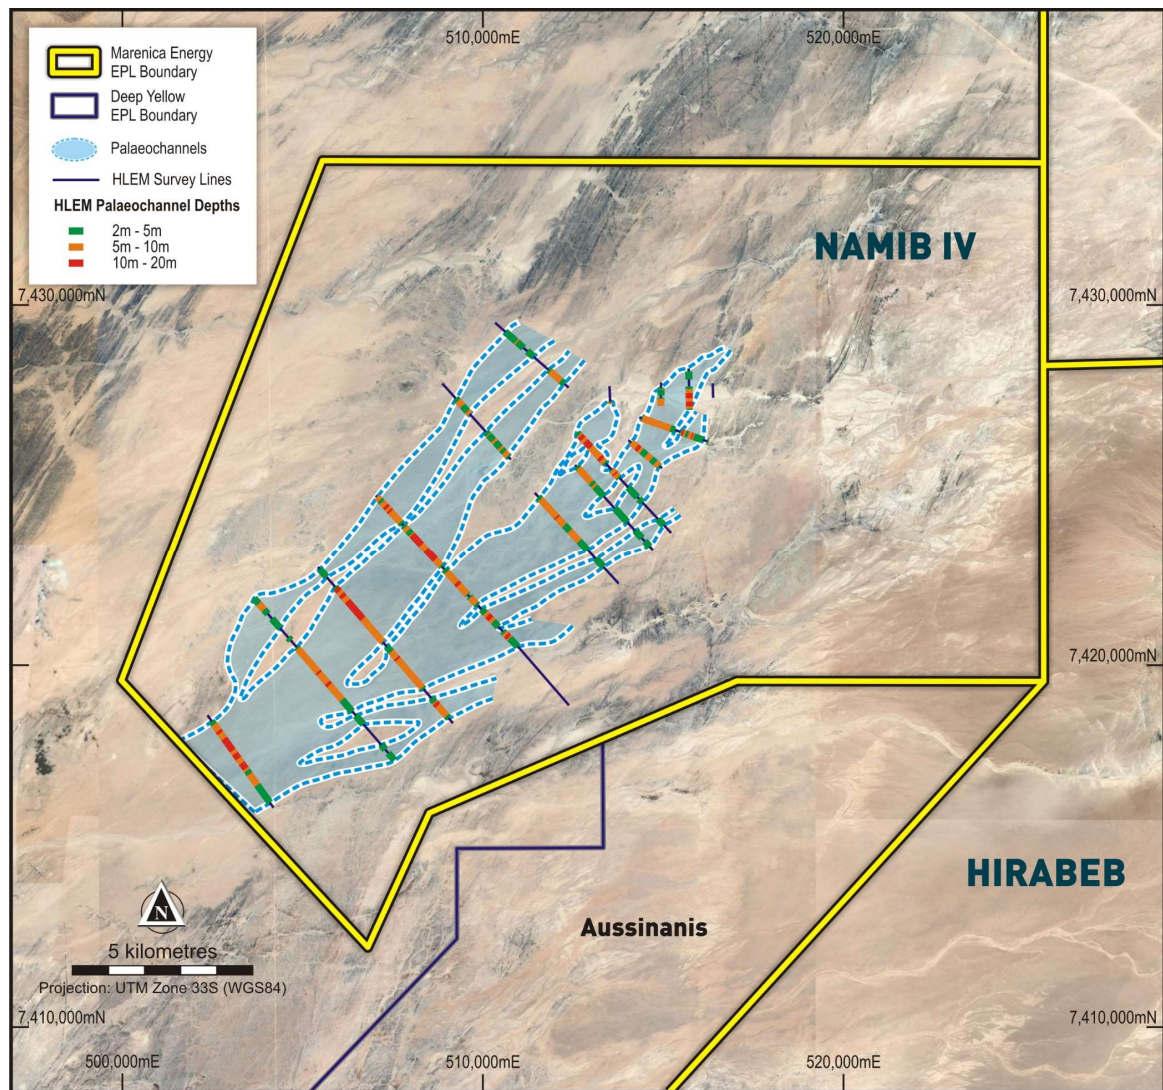 510,000mE
520,000mE
Marenica Energy
EPL Boundary
Deep Yellow
EPL Boundary
Palaeochannels
HLEM Survey Lines
HLEM Palaeochannel Depths
2m - 5m
5m - 10m
10m - 20m
NAMIB IV
7,430,000mN
7,430,000mN
7,420,000mN
HIRABEB
Aussinanis
N
5 kilometres
Projection: UTM Zone 33S (WGS84)
7,410,000mN
7,410,000mN
500,000mE
510,000mE
520,000mE